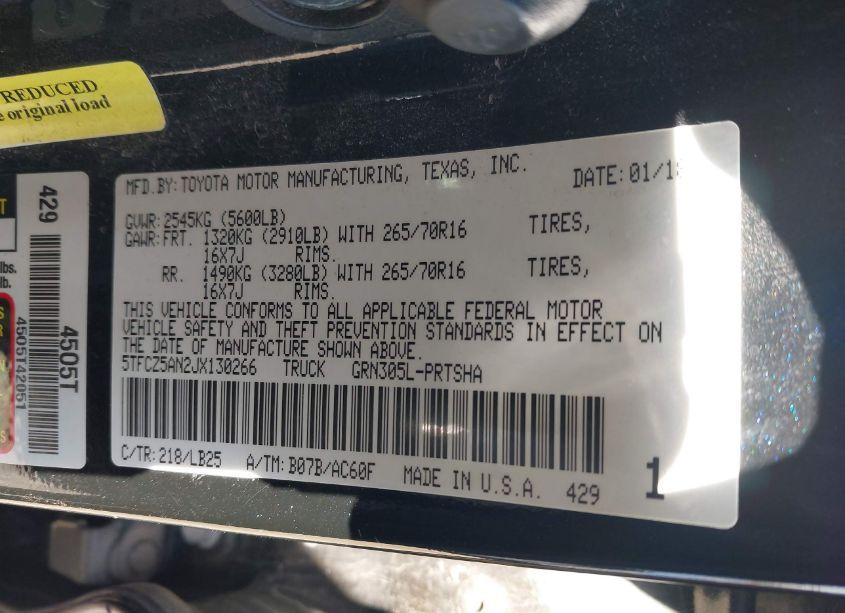 REDUCED
original load
429
4505T
4505T42051
lbs.
lb.
MFD.BY:TOYOTA MOTOR MANUFACTURING, TEXAS, INC. DATE:01/1
GVWR:2545KG (5600LB)
GAWR:FRT. 1320KG (2910LB) WITH 265/70R16 TIRES,
16X7J RIMS.
RR. 1490KG (3280LB) WITH 265/70R16 TIRES,
16X7J RIMS.
THIS VEHICLE CONFORMS TO ALL APPLICABLE FEDERAL MOTOR
VEHICLE SAFETY AND THEFT PREVENTION STANDARDS IN EFFECT ON
THE DATE OF MANUFACTURE SHOWN ABOVE.
5TFCZ5AN2JX130266 TRUCK GRN305L-PRTSHA
C/TR:218/LB25 A/TM:B07B/AC60F MADE IN U.S.A. 429 1